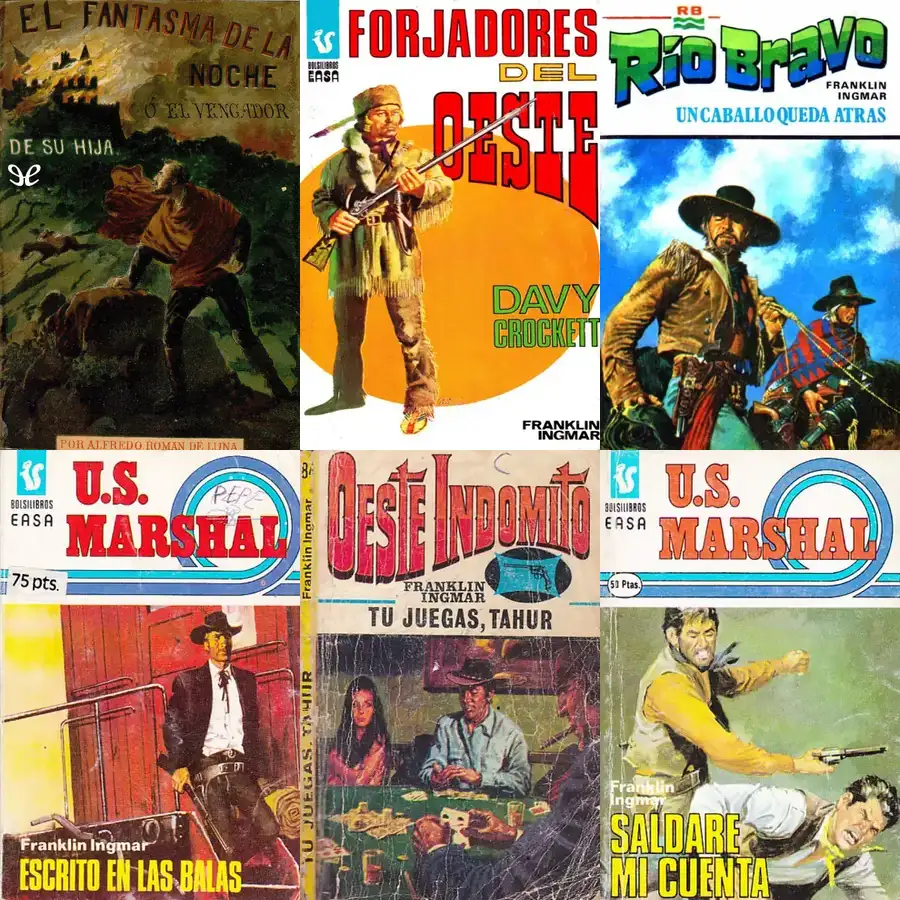 EL FANTASMA DE LA
NOCHE
Ó EL VENGADOR
DE SU HIJA
POR ALFREDO ROMAN DE LUNA
BOLSILIBROS
EASA
FORJADORES
DEL
OESTE
DAVY
CROCKETT
FRANKLIN
INGMAR
RB
Río Bravo
FRANKLIN
INGMAR
UN CABALLO QUEDA ATRAS
BOLSILIBROS
EASA
U.S.
MARSHAL
PEPE
75 pts.
Franklin Ingmar
ESCRITO EN LAS BALAS
Franklin Ingmar
TU JUEGAS, TAHUR
OESTE INDOMITO
FRANKLIN
INGMAR
TU JUEGAS, TAHUR
BOLSILIBROS
EASA
U.S.
MARSHAL
50 Ptas.
Franklin
Ingmar
SALDARE
MI CUENTA